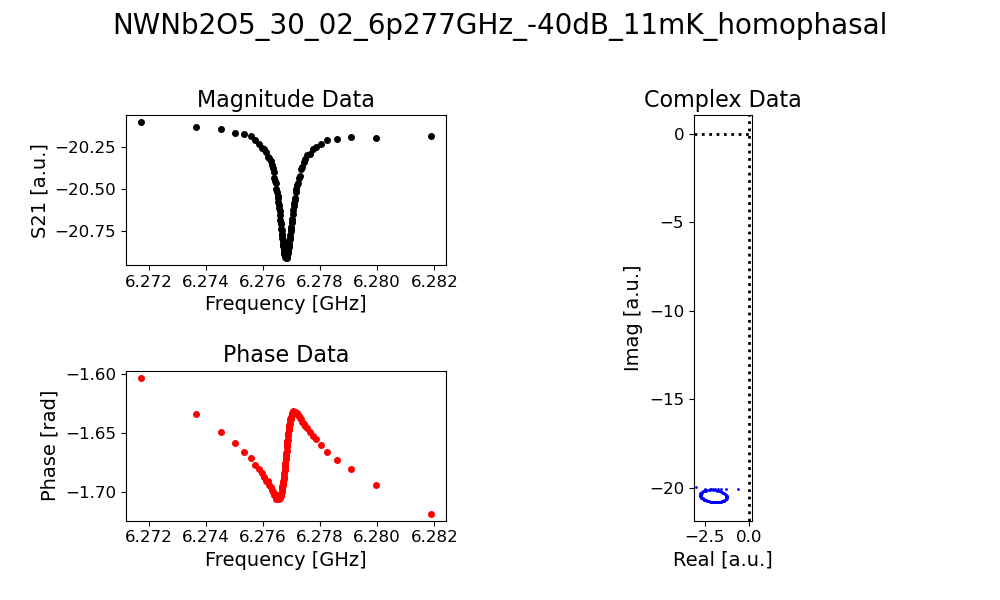 NWNb2O5_30_02_6p277GHz_-40dB_11mK_homophasal
Magnitude Data
S21 [a.u.]
−20.25
−20.50
−20.75
6.272 6.274 6.276 6.278 6.280 6.282
Frequency [GHz]
Phase Data
Phase [rad]
−1.60
−1.65
−1.70
6.272 6.274 6.276 6.278 6.280 6.282
Frequency [GHz]
Complex Data
Imag [a.u.]
0
−5
−10
−15
−20
−2.5 0.0
Real [a.u.]